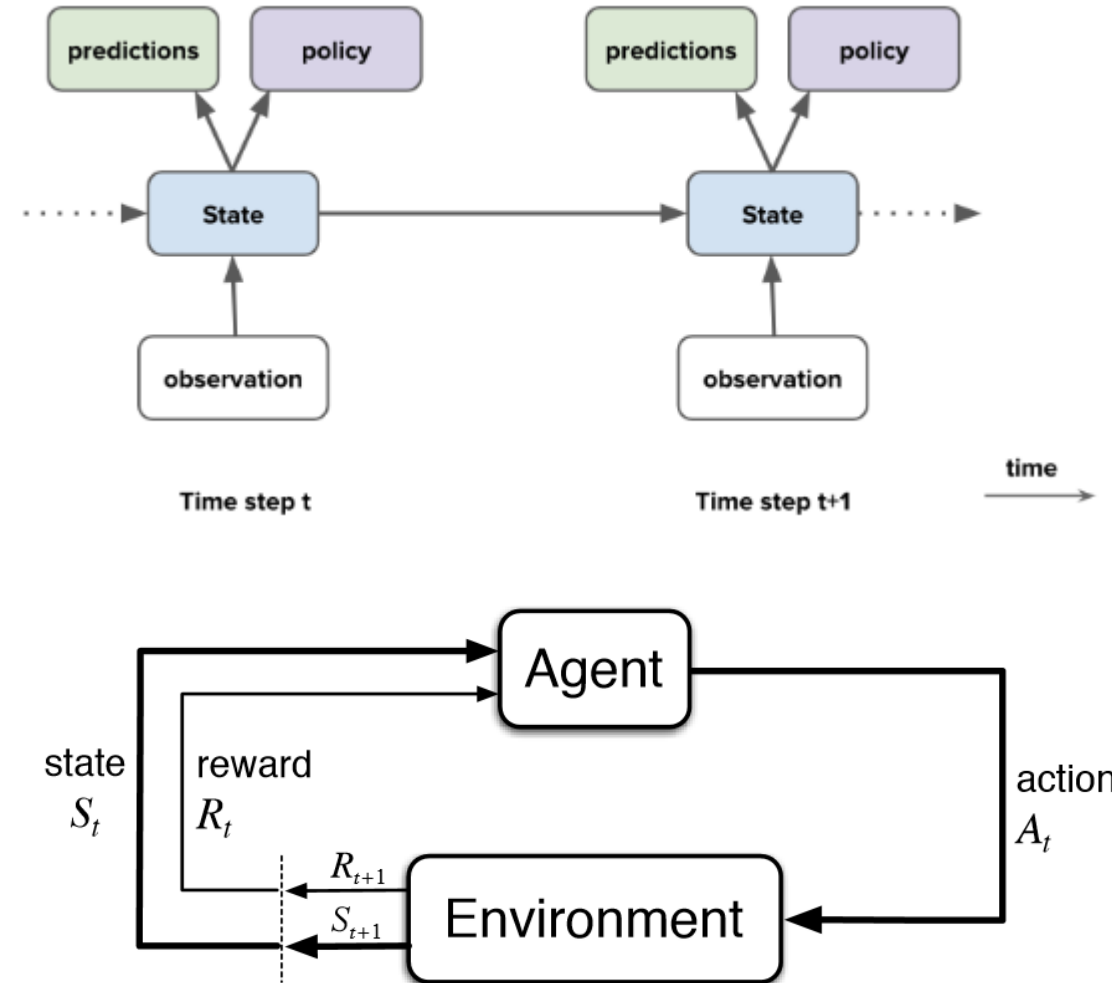 predictions policy predictions policy
State State
observation observation
time
Time step t Time step t+1
Agent
state reward action
S_t R_t A_t
R_{t+1}
S_{t+1}
Environment